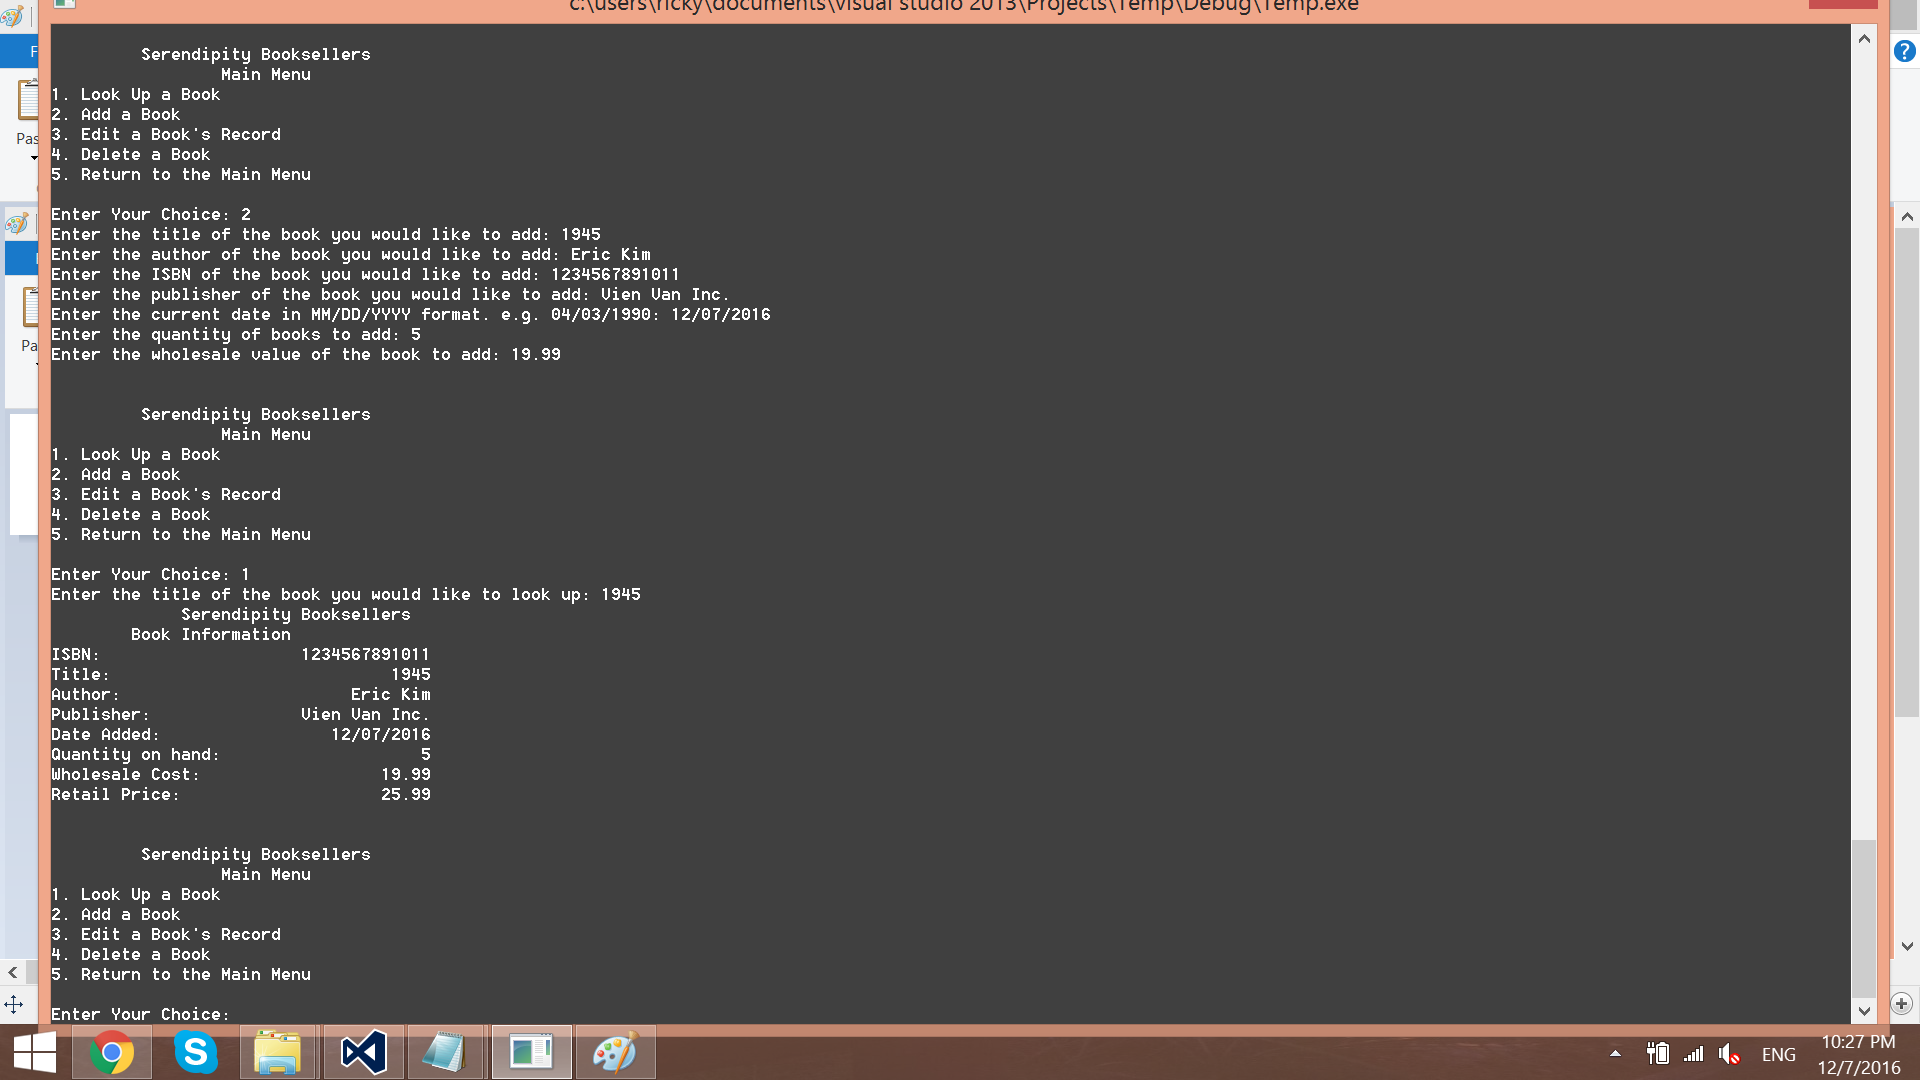 c:\users\ricky\documents\visual studio 2013\Projects\Temp\Debug\Temp.exe
Serendipity Booksellers
Main Menu
1. Look Up a Book
2. Add a Book
3. Edit a Book's Record
4. Delete a Book
5. Return to the Main Menu
Enter Your Choice: 2
Enter the title of the book you would like to add: 1945
Enter the author of the book you would like to add: Eric Kim
Enter the ISBN of the book you would like to add: 1234567891011
Enter the publisher of the book you would like to add: Vien Van Inc.
Enter the current date in MM/DD/YYYY format. e.g. 04/03/1990: 12/07/2016
Enter the quantity of books to add: 5
Enter the wholesale value of the book to add: 19.99
Serendipity Booksellers
Main Menu
1. Look Up a Book
2. Add a Book
3. Edit a Book's Record
4. Delete a Book
5. Return to the Main Menu
Enter Your Choice: 1
Enter the title of the book you would like to look up: 1945
Serendipity Booksellers
Book Information
ISBN: 1234567891011
Title: 1945
Author: Eric Kim
Publisher: Vien Van Inc.
Date Added: 12/07/2016
Quantity on hand: 5
Wholesale Cost: 19.99
Retail Price: 25.99
Serendipity Booksellers
Main Menu
1. Look Up a Book
2. Add a Book
3. Edit a Book's Record
4. Delete a Book
5. Return to the Main Menu
Enter Your Choice:
F
Pas
Pa
ENG
10:27 PM
12/7/2016